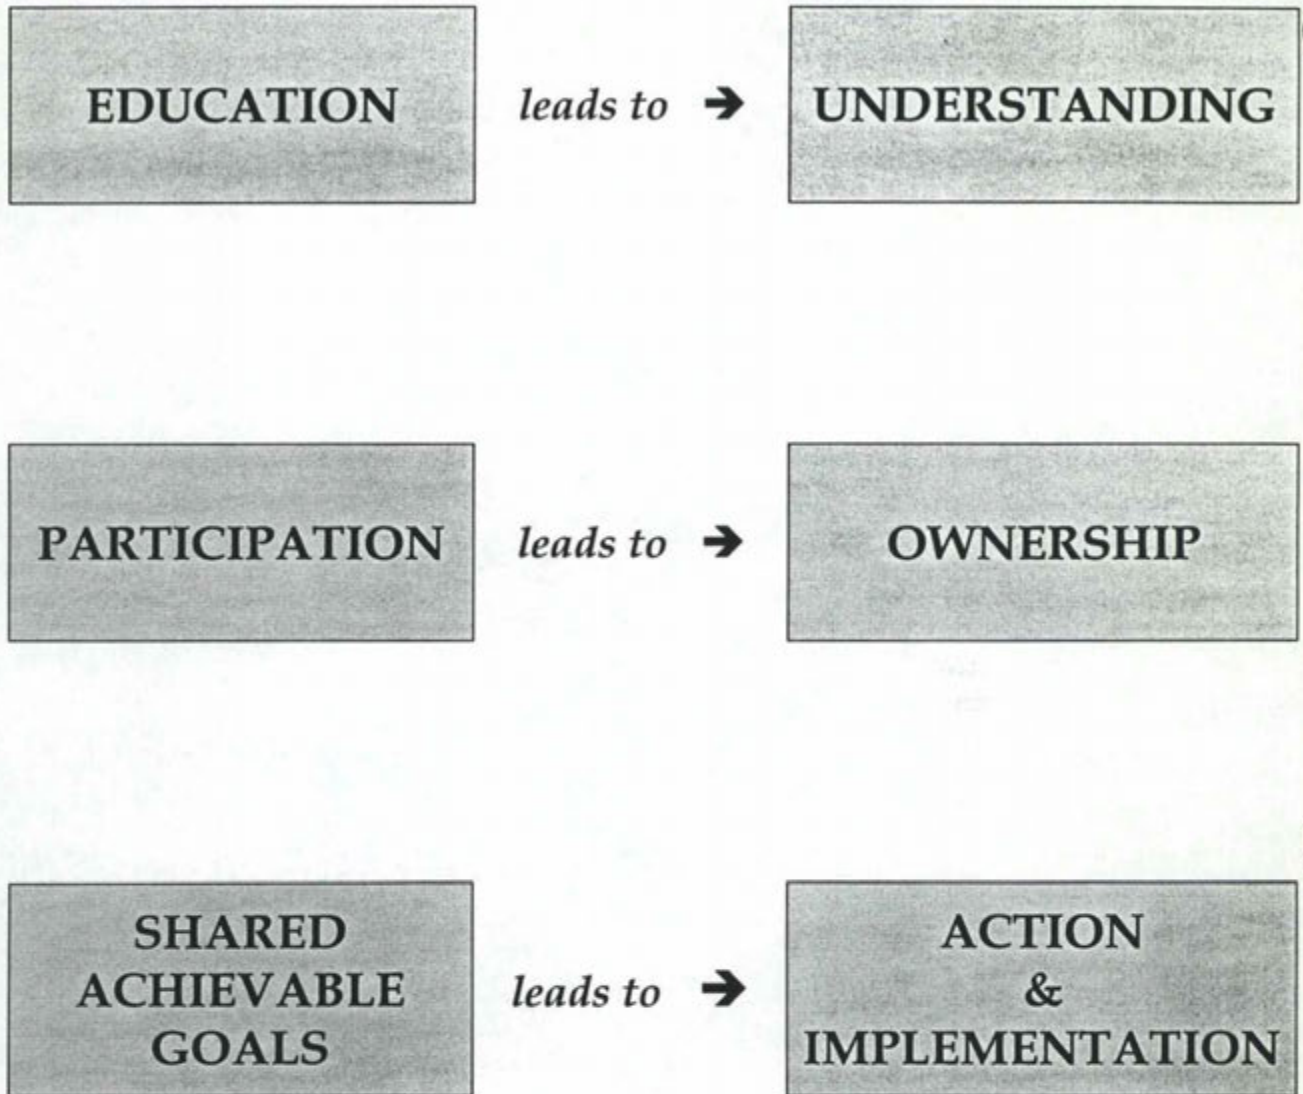 EDUCATION leads to ➔ UNDERSTANDING
PARTICIPATION leads to ➔ OWNERSHIP
SHARED
ACHIEVABLE
GOALS
leads to ➔
ACTION
&
IMPLEMENTATION